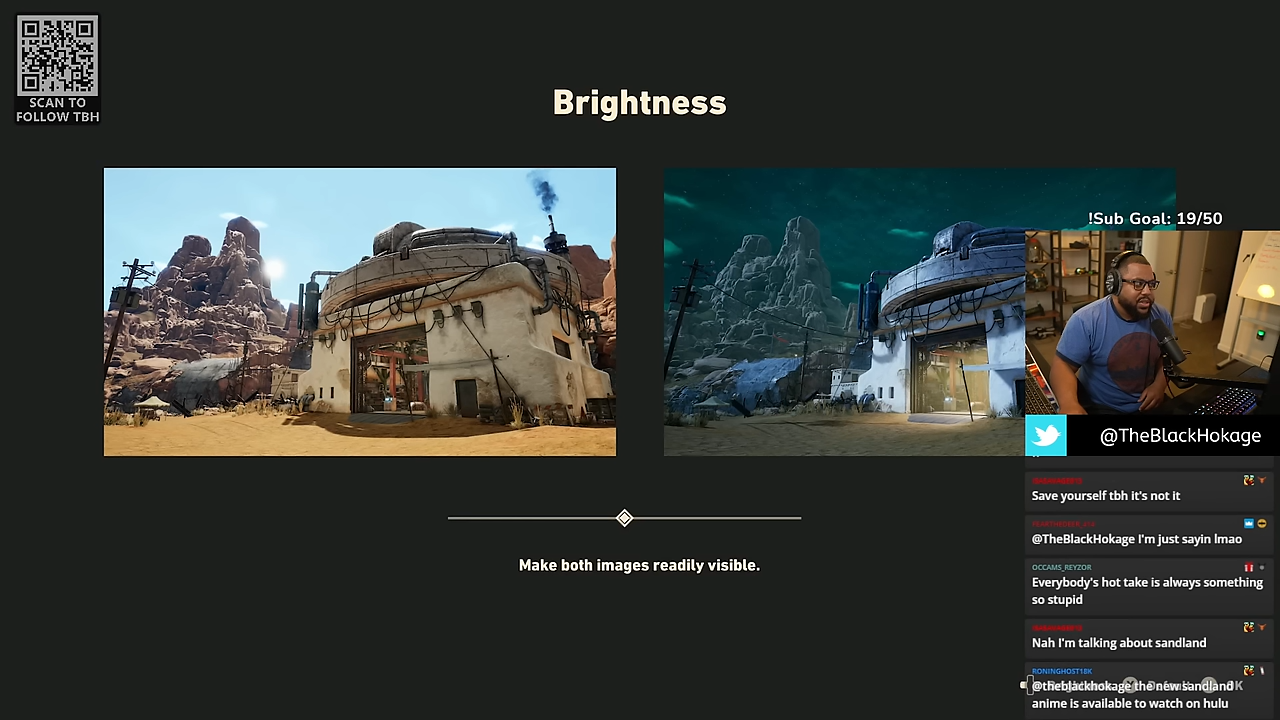 SCAN TO
FOLLOW TBH
Brightness
!Sub Goal: 19/50
@TheBlackHokage
Save yourself tbh it's not it
@TheBlackHokage I'm just sayin lmao
OCCAMS_REYZOR
Everybody's hot take is always something
so stupid
Nah I'm talking about sandland
RONINGHOST18K
@theblackhokage the new sandland
anime is available to watch on hulu
Make both images readily visible.
OK